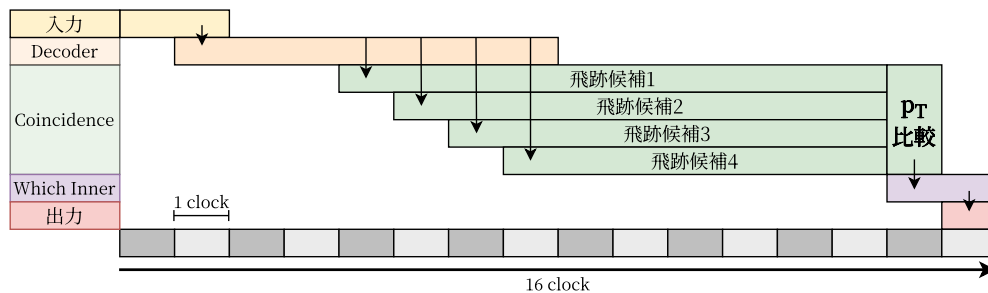 入力
Decoder
Coincidence
Which Inner
出力
飛跡候補1
飛跡候補2
飛跡候補3
飛跡候補4
pT
比較
1 clock
16 clock